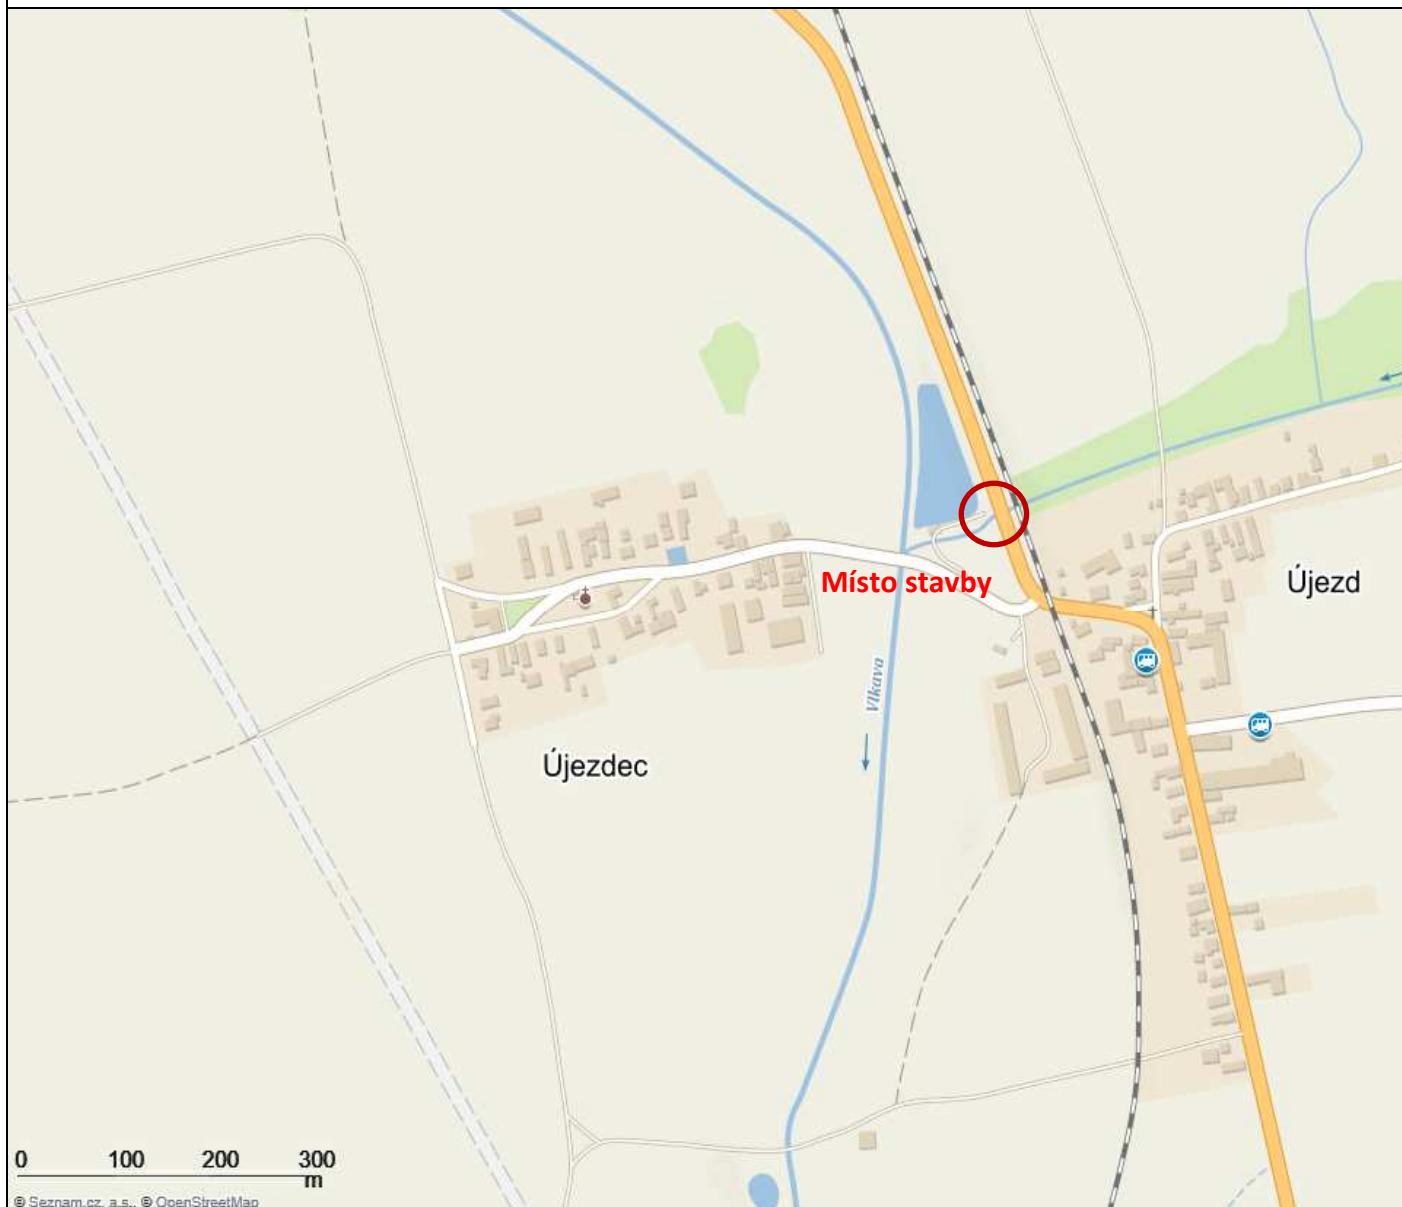 Újezd
Místo stavby
Vlkava
Újezdec
0 100 200 300
m
© Seznam.cz, a.s., © OpenStreetMap